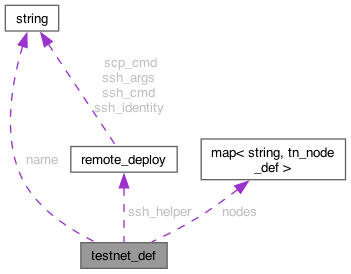 string
scp_cmd
ssh_args
ssh_cmd
ssh_identity
name
remote_deploy
map< string, tn_node
_def >
ssh_helper
nodes
testnet_def